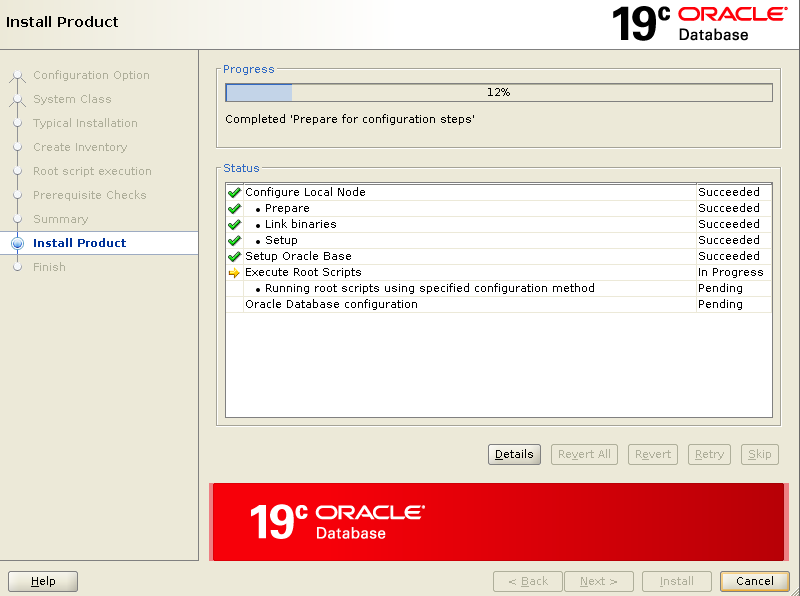 Install Product
19c ORACLE
Database
Configuration Option
System Class
Typical Installation
Create Inventory
Root script execution
Prerequisite Checks
Summary
Install Product
Finish
Progress
12%
Completed 'Prepare for configuration steps'
Status
Configure Local Node Succeeded
• Prepare Succeeded
• Link binaries Succeeded
• Setup Succeeded
Setup Oracle Base Succeeded
Execute Root Scripts In Progress
• Running root scripts using specified configuration method Pending
Oracle Database configuration Pending
Details Revert All Revert Retry Skip
19c ORACLE
Database
Help < Back Next > Install Cancel